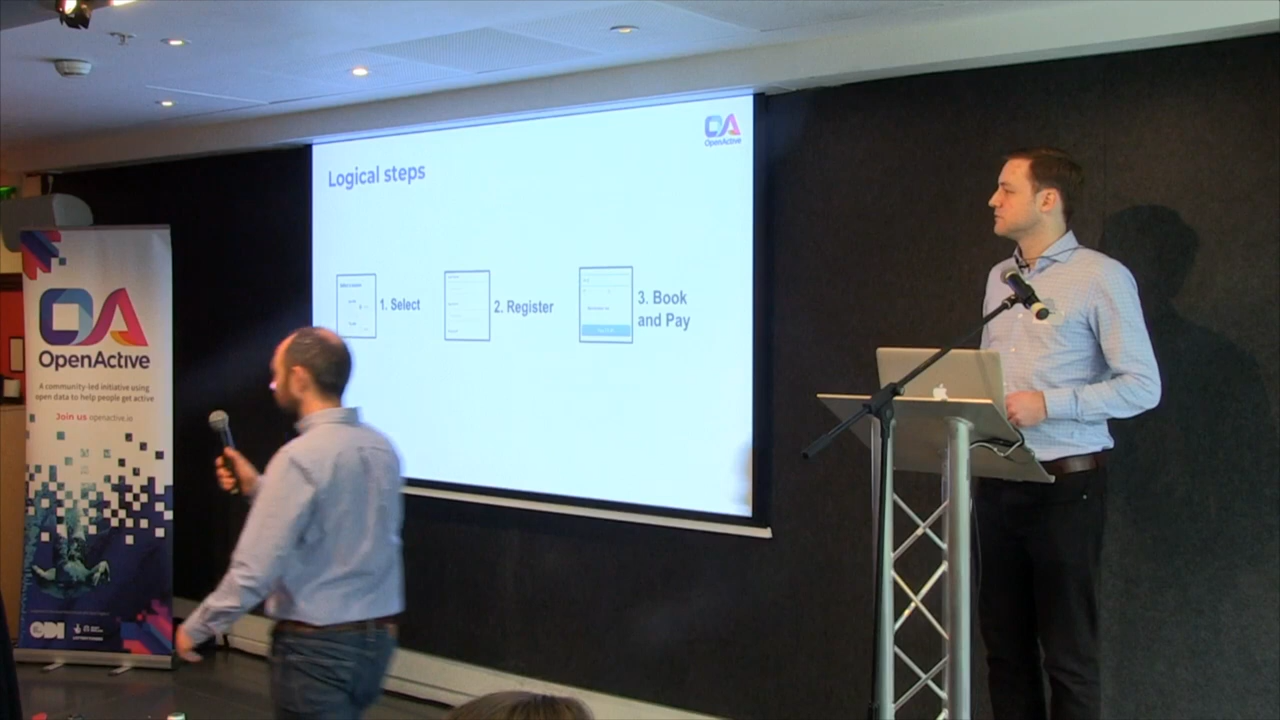 OA
OpenActive
Logical steps
1. Select
2. Register
3. Book
and Pay
OA
OpenActive
A community-led initiative using
open data to help people get active
Join us openactive.io
ODI